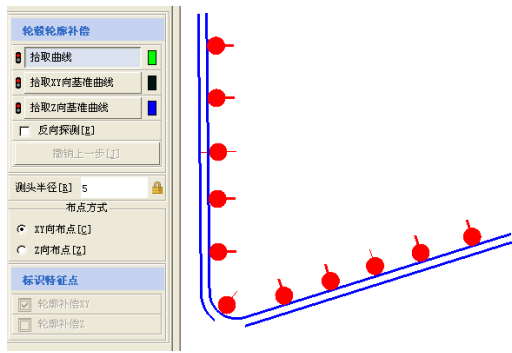 轮毂轮廓补偿
拾取曲线
拾取XY向基准曲线
拾取Z向基准曲线
反向探测[E]
撤销上一步[J]
测头半径[R] 5
布点方式
XY向布点[C]
Z向布点[Z]
标识特征点
轮廓补偿XY
轮廓补偿Z